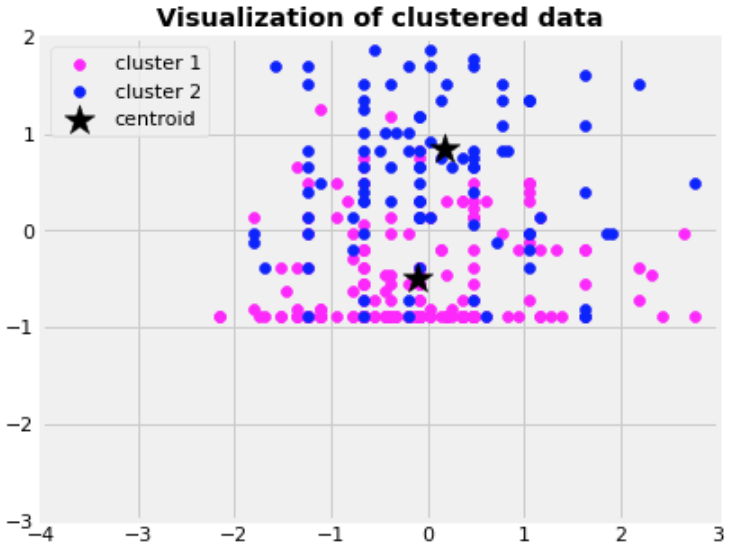 Visualization of clustered data
cluster 1
cluster 2
centroid
2
1
0
−1
−2
−3
−4 −3 −2 −1 0 1 2 3